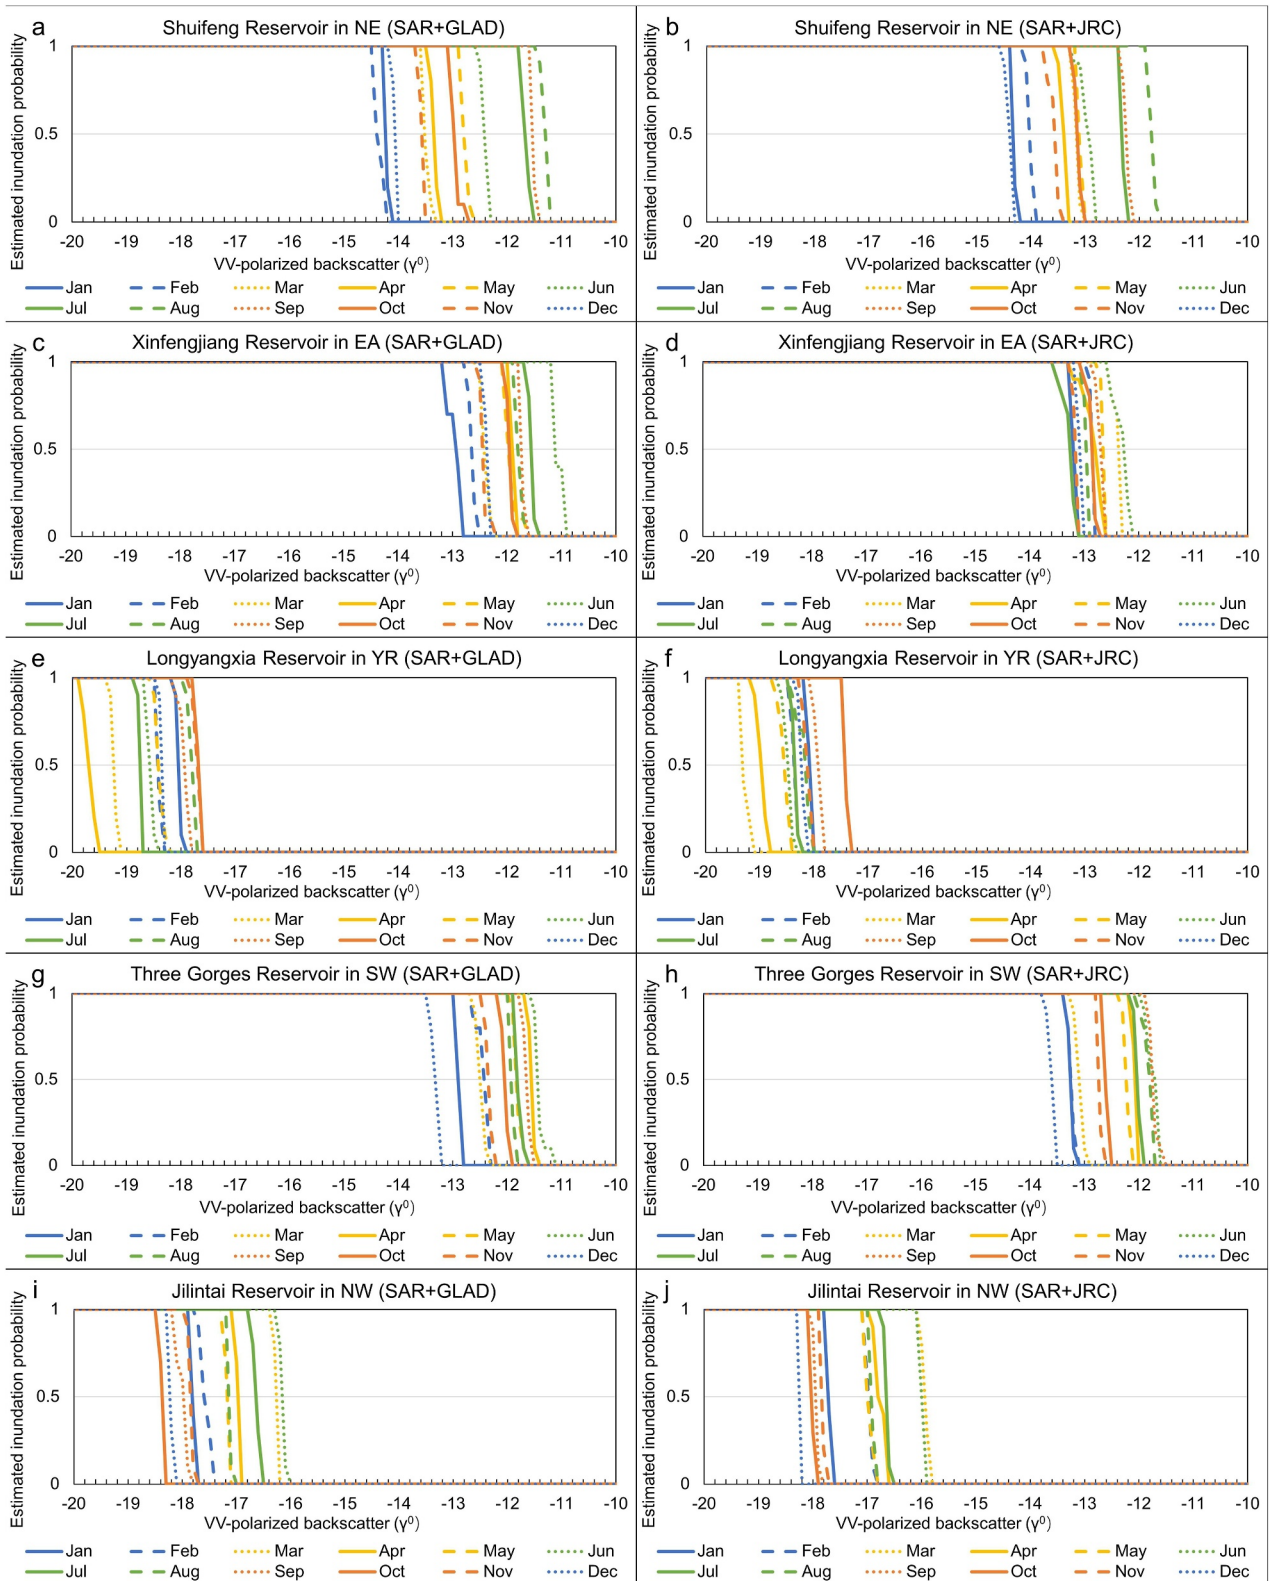 a Shuifeng Reservoir in NE (SAR+GLAD)
Estimated inundation probability
1
0.5
0
-20 -19 -18 -17 -16 -15 -14 -13 -12 -11 -10
VV-polarized backscatter (γ⁰)
Jan Feb Mar Apr May Jun
Jul Aug Sep Oct Nov Dec
b Shuifeng Reservoir in NE (SAR+JRC)
Estimated inundation probability
1
0.5
0
-20 -19 -18 -17 -16 -15 -14 -13 -12 -11 -10
VV-polarized backscatter (γ⁰)
Jan Feb Mar Apr May Jun
Jul Aug Sep Oct Nov Dec
c Xinfengjiang Reservoir in EA (SAR+GLAD)
Estimated inundation probability
1
0.5
0
-20 -19 -18 -17 -16 -15 -14 -13 -12 -11 -10
VV-polarized backscatter (γ⁰)
Jan Feb Mar Apr May Jun
Jul Aug Sep Oct Nov Dec
d Xinfengjiang Reservoir in EA (SAR+JRC)
Estimated inundation probability
1
0.5
0
-20 -19 -18 -17 -16 -15 -14 -13 -12 -11 -10
VV-polarized backscatter (γ⁰)
Jan Feb Mar Apr May Jun
Jul Aug Sep Oct Nov Dec
e Longyangxia Reservoir in YR (SAR+GLAD)
Estimated inundation probability
1
0.5
0
-20 -19 -18 -17 -16 -15 -14 -13 -12 -11 -10
VV-polarized backscatter (γ⁰)
Jan Feb Mar Apr May Jun
Jul Aug Sep Oct Nov Dec
f Longyangxia Reservoir in YR (SAR+JRC)
Estimated inundation probability
1
0.5
0
-20 -19 -18 -17 -16 -15 -14 -13 -12 -11 -10
VV-polarized backscatter (γ⁰)
Jan Feb Mar Apr May Jun
Jul Aug Sep Oct Nov Dec
g Three Gorges Reservoir in SW (SAR+GLAD)
Estimated inundation probability
1
0.5
0
-20 -19 -18 -17 -16 -15 -14 -13 -12 -11 -10
VV-polarized backscatter (γ⁰)
Jan Feb Mar Apr May Jun
Jul Aug Sep Oct Nov Dec
h Three Gorges Reservoir in SW (SAR+JRC)
Estimated inundation probability
1
0.5
0
-20 -19 -18 -17 -16 -15 -14 -13 -12 -11 -10
VV-polarized backscatter (γ⁰)
Jan Feb Mar Apr May Jun
Jul Aug Sep Oct Nov Dec
i Jilintai Reservoir in NW (SAR+GLAD)
Estimated inundation probability
1
0.5
0
-20 -19 -18 -17 -16 -15 -14 -13 -12 -11 -10
VV-polarized backscatter (γ⁰)
Jan Feb Mar Apr May Jun
Jul Aug Sep Oct Nov Dec
j Jilintai Reservoir in NW (SAR+JRC)
Estimated inundation probability
1
0.5
0
-20 -19 -18 -17 -16 -15 -14 -13 -12 -11 -10
VV-polarized backscatter (γ⁰)
Jan Feb Mar Apr May Jun
Jul Aug Sep Oct Nov Dec